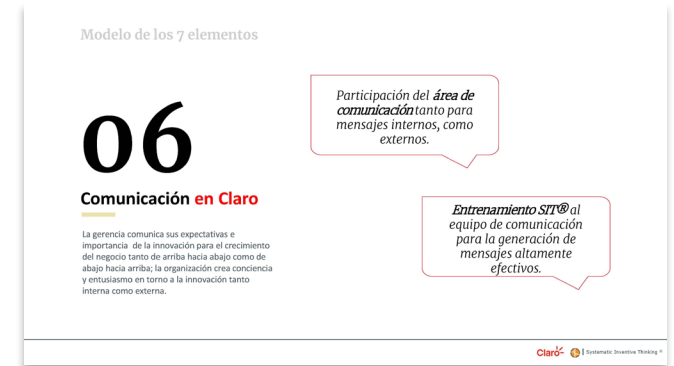 Modelo de los 7 elementos
06
Comunicación en Claro
La gerencia comunica sus expectativas e
importancia de la innovación para el crecimiento
del negocio tanto de arriba hacia abajo como de
abajo hacia arriba; la organización crea conciencia
y entusiasmo en torno a la innovación tanto
interna como externa.
Participación del área de
comunicación tanto para
mensajes internos, como
externos.
Entrenamiento SIT® al
equipo de comunicación
para la generación de
mensajes altamente
efectivos.
Claro
Systematic Inventive Thinking ®